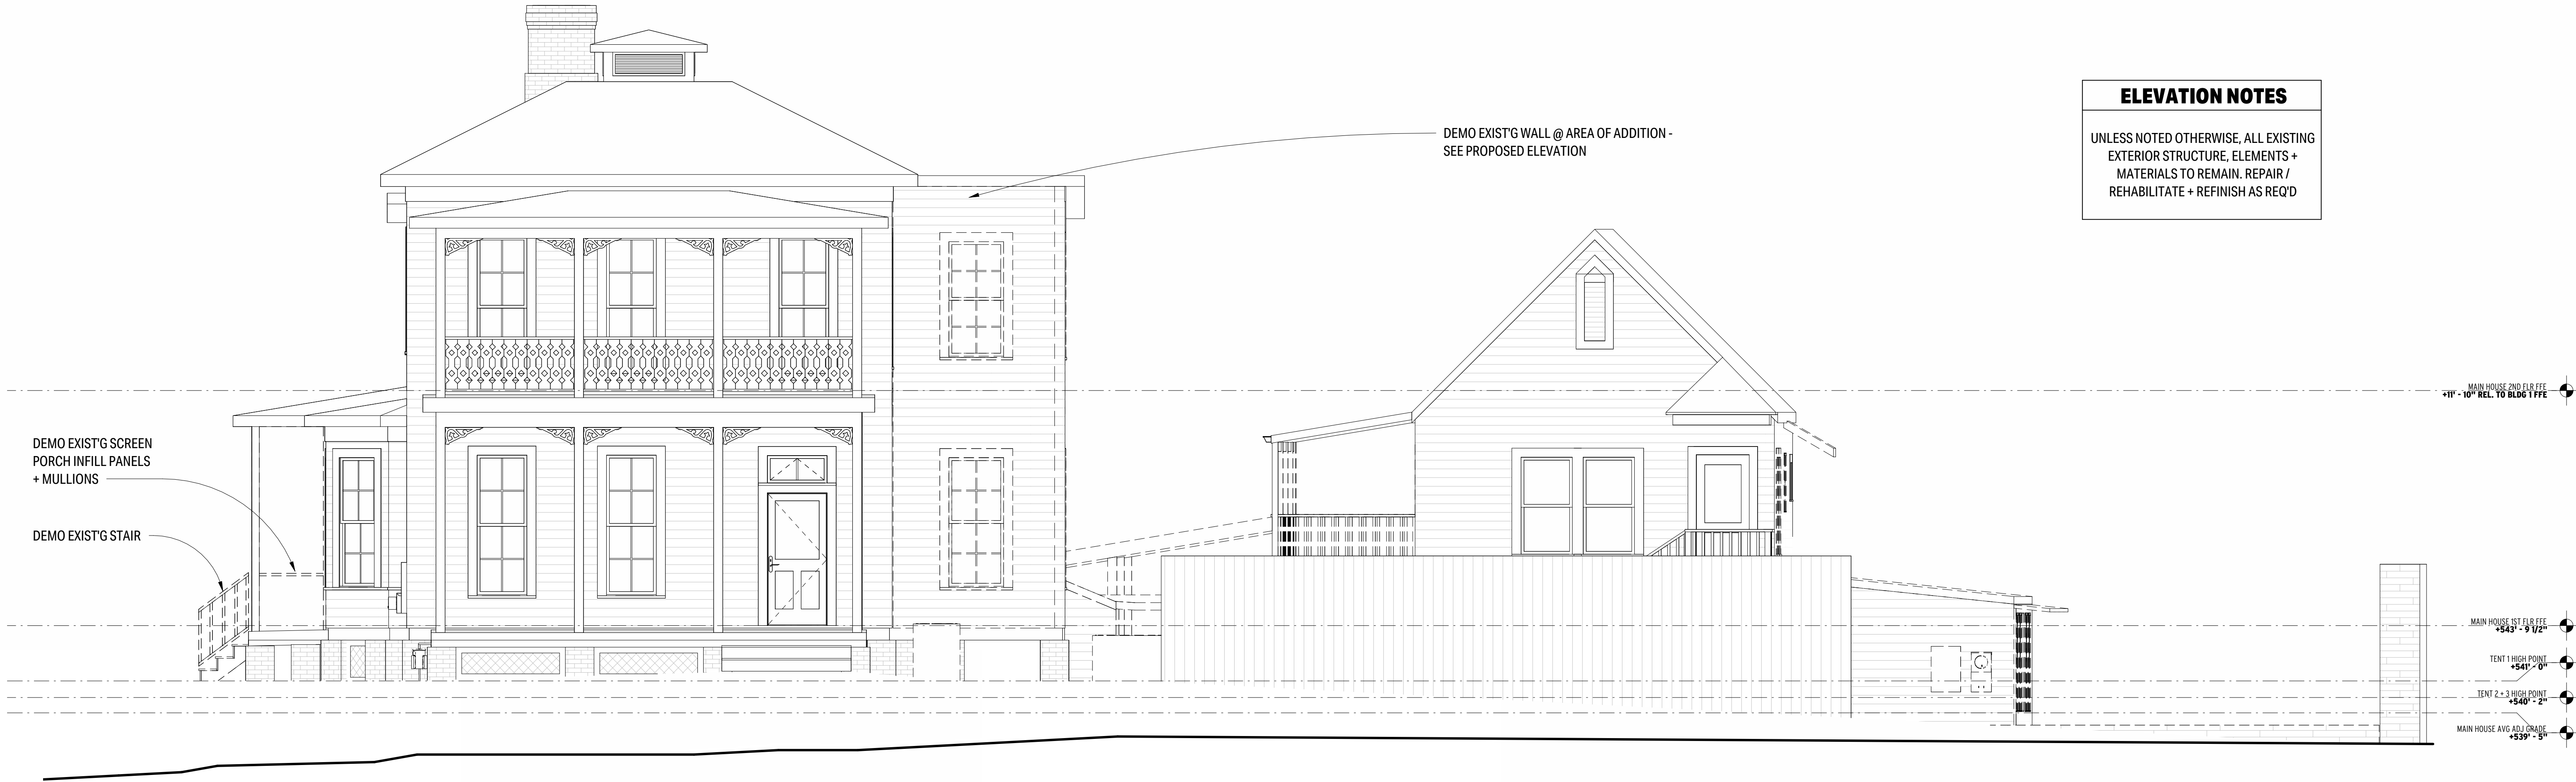 ELEVATION NOTES
UNLESS NOTED OTHERWISE, ALL EXISTING
EXTERIOR STRUCTURE, ELEMENTS +
MATERIALS TO REMAIN. REPAIR /
REHABILITATE + REFINISH AS REQ'D
DEMO EXIST'G WALL @ AREA OF ADDITION -
SEE PROPOSED ELEVATION
MAIN HOUSE 2ND FLR FFE
+11' - 10" REL. TO BLDG 1 FFE
DEMO EXIST'G SCREEN
PORCH INFILL PANELS
+ MULLIONS
DEMO EXIST'G STAIR
MAIN HOUSE 1ST FLR FFE
+543' - 9 1/2"
TENT 1 HIGH POINT
+541' - 0"
TENT 2 + 3 HIGH POINT
+540' - 2"
MAIN HOUSE AVG ADJ GRADE
+539' - 5"